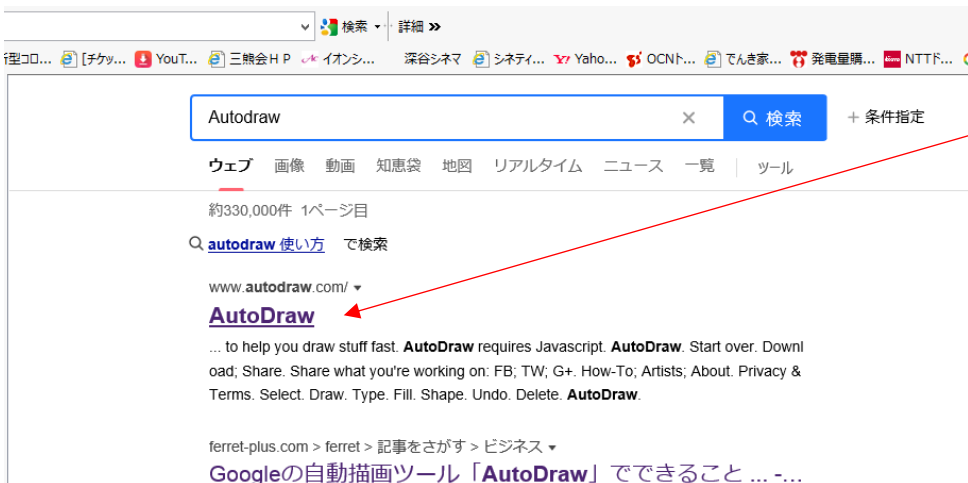 検索 詳細 »
新型コロ... [チケッ... YouT... 三熊会ＨＰ イオンシ... 深谷シネマ シネティ... Yaho... OCNト... でんき家... 発電量購... NTTド...
Autodraw × 検索 + 条件指定
ウェブ 画像 動画 知恵袋 地図 リアルタイム ニュース 一覧 ツール
約330,000件 1ページ目
autodraw 使い方 で検索
www.autodraw.com/
AutoDraw
... to help you draw stuff fast. AutoDraw requires Javascript. AutoDraw. Start over. Downl
oad; Share. Share what you're working on: FB; TW; G+. How-To; Artists; About. Privacy &
Terms. Select. Draw. Type. Fill. Shape. Undo. Delete. AutoDraw.
ferret-plus.com > ferret > 記事をさがす > ビジネス
Googleの自動描画ツール「AutoDraw」でできること ... -...